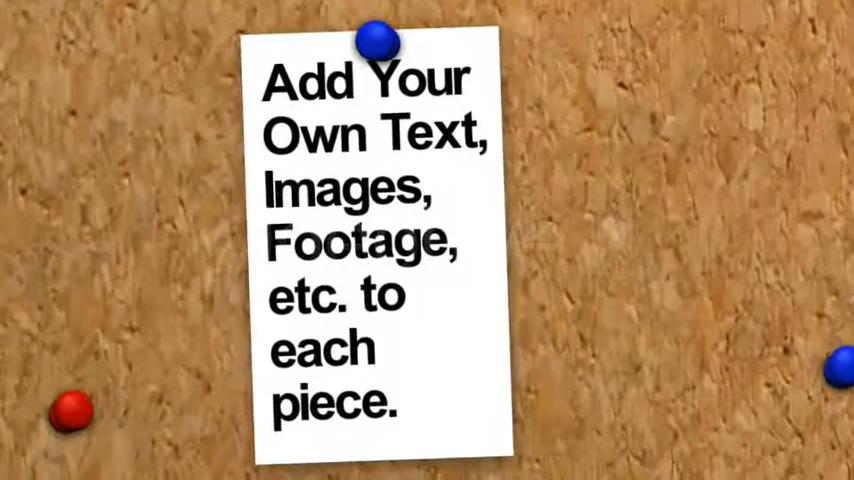 Add Your
Own Text,
Images,
Footage,
etc. to
each
piece.